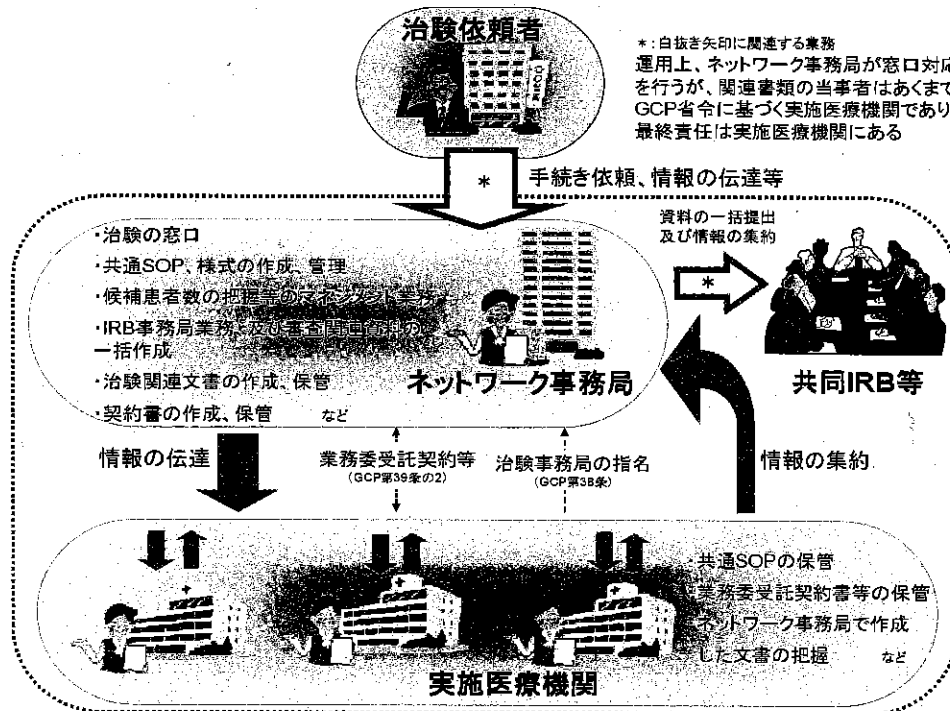 治験依頼者
*：白抜き矢印に関連する業務
運用上、ネットワーク事務局が窓口対応
を行うが、関連書類の当事者はあくまで
GCP省令に基づく実施医療機関であり
最終責任は実施医療機関にある
*
手続き依頼、情報の伝達等
・治験の窓口
・共通SOP、様式の作成、管理
・候補患者数の把握等のマネジメント業務
・IRB事務局業務、及び審査関連資料の
一括作成
・治験関連文書の作成、保管
・契約書の作成、保管 など
ネットワーク事務局
資料の一括提出
及び情報の集約
*
共同IRB等
情報の伝達
業務委受託契約等
（GCP第39条の2）
治験事務局の指名
（GCP第38条）
情報の集約
・共通SOPの保管
・業務委受託契約書等の保管
・ネットワーク事務局で作成
した文書の把握 など
実施医療機関